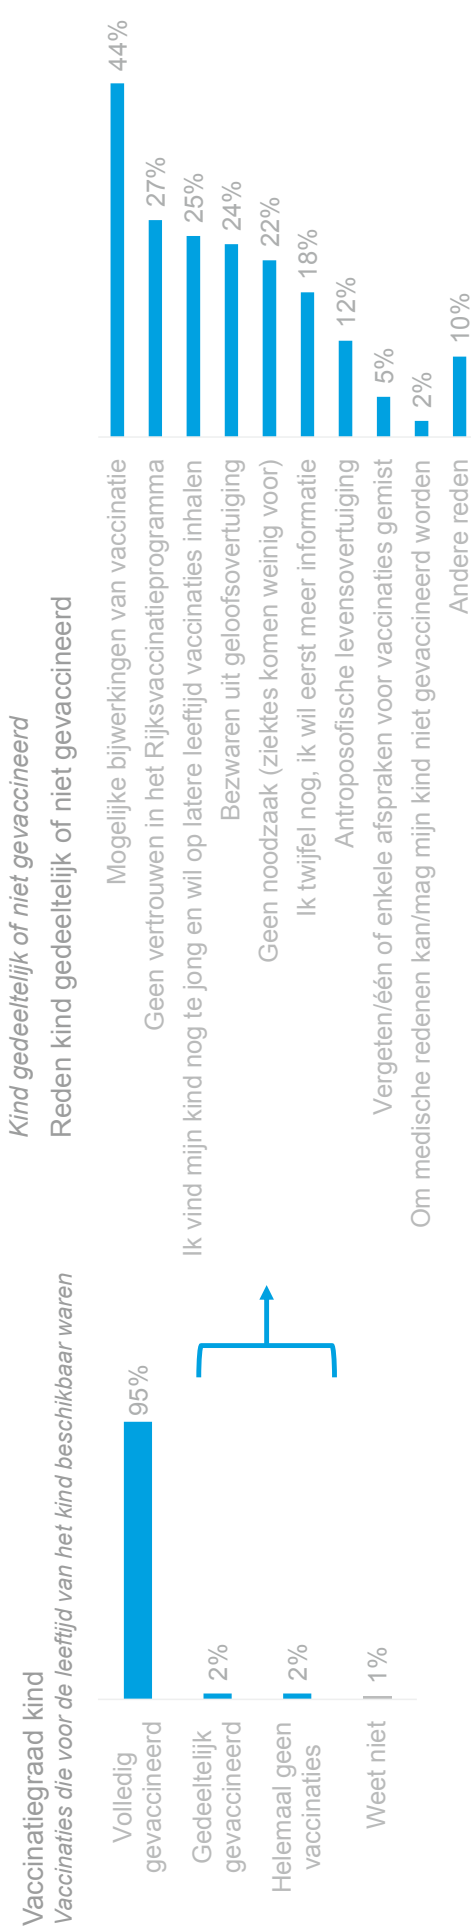 Vaccinatiegraad kind
Vaccinaties die voor de leeftijd van het kind beschikbaar waren
Volledig
gevaccineerd
95%
Gedeeltelijk
gevaccineerd
2%
Helemaal geen
vaccinaties
2%
Weet niet
1%
Kind gedeeltelijk of niet gevaccineerd
Reden kind gedeeltelijk of niet gevaccineerd
Mogelijke bijwerkingen van vaccinatie
44%
Geen vertrouwen in het Rijksvaccinatieprogramma
27%
Ik vind mijn kind nog te jong en wil op latere leeftijd vaccinaties inhalen
25%
Bezwaren uit geloofsovertuiging
24%
Geen noodzaak (ziektes komen weinig voor)
22%
Ik twijfel nog, ik wil eerst meer informatie
18%
Antroposofische levensovertuiging
12%
Vergeten/één of enkele afspraken voor vaccinaties gemist
5%
Om medische redenen kan/mag mijn kind niet gevaccineerd worden
2%
Andere reden
10%